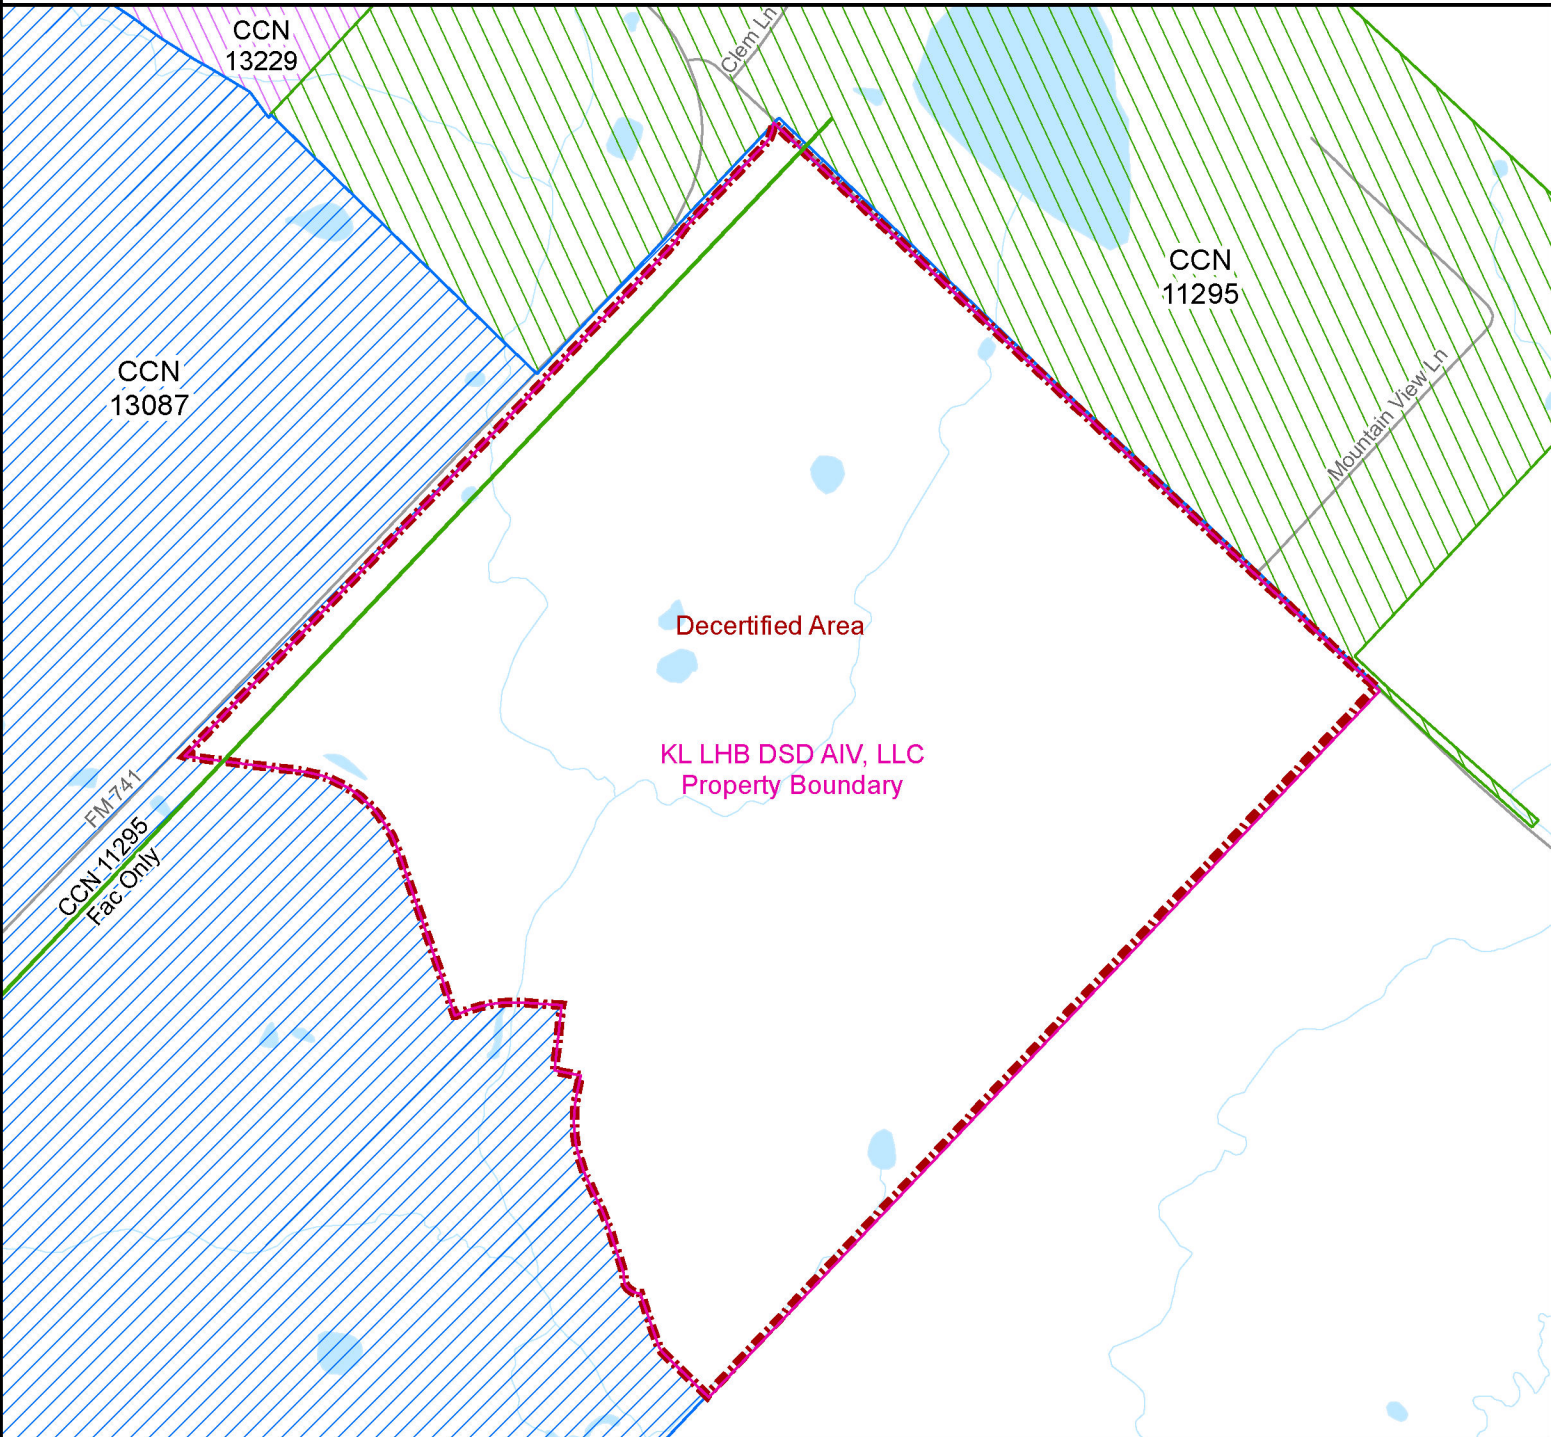 CCN
13229
Clem Ln
CCN
11295
CCN
13087
Mountain View Ln
Decertified Area
KL LHB DSD AIV, LLC
Property Boundary
FM-741
CCN 11295
Fac Only